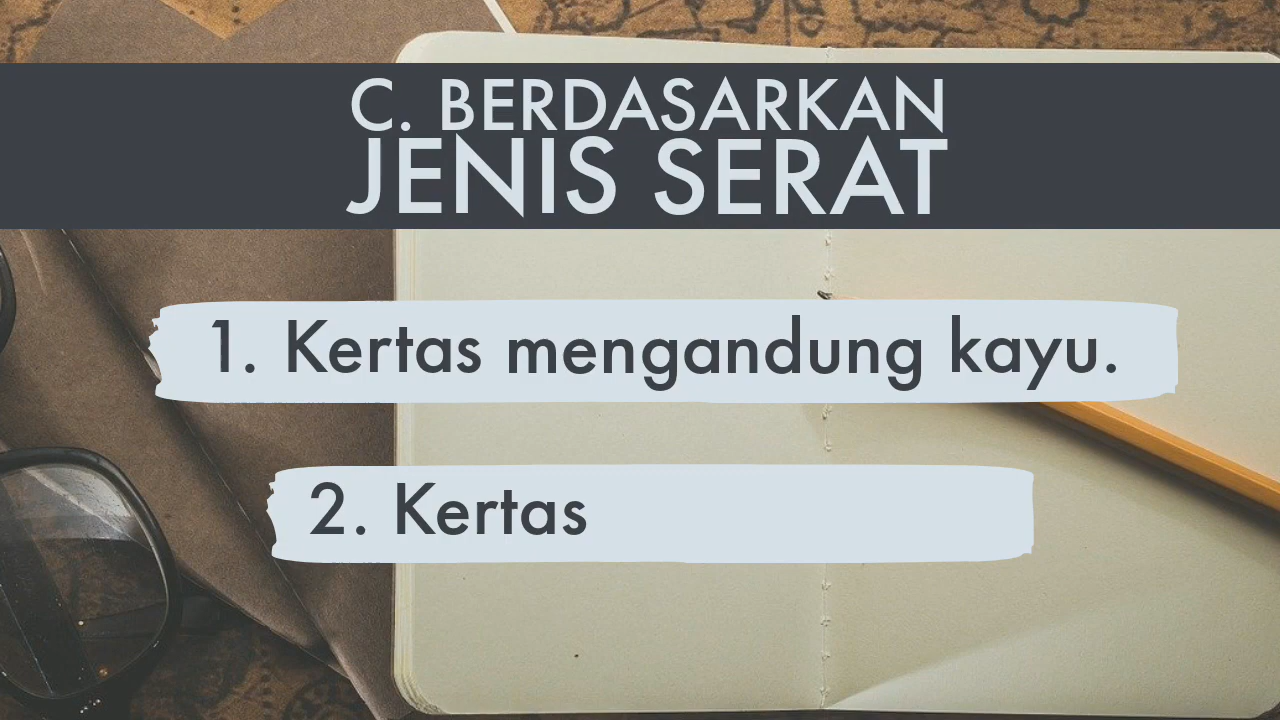 C. BERDASARKAN
JENIS SERAT
1. Kertas mengandung kayu.
2. Kertas